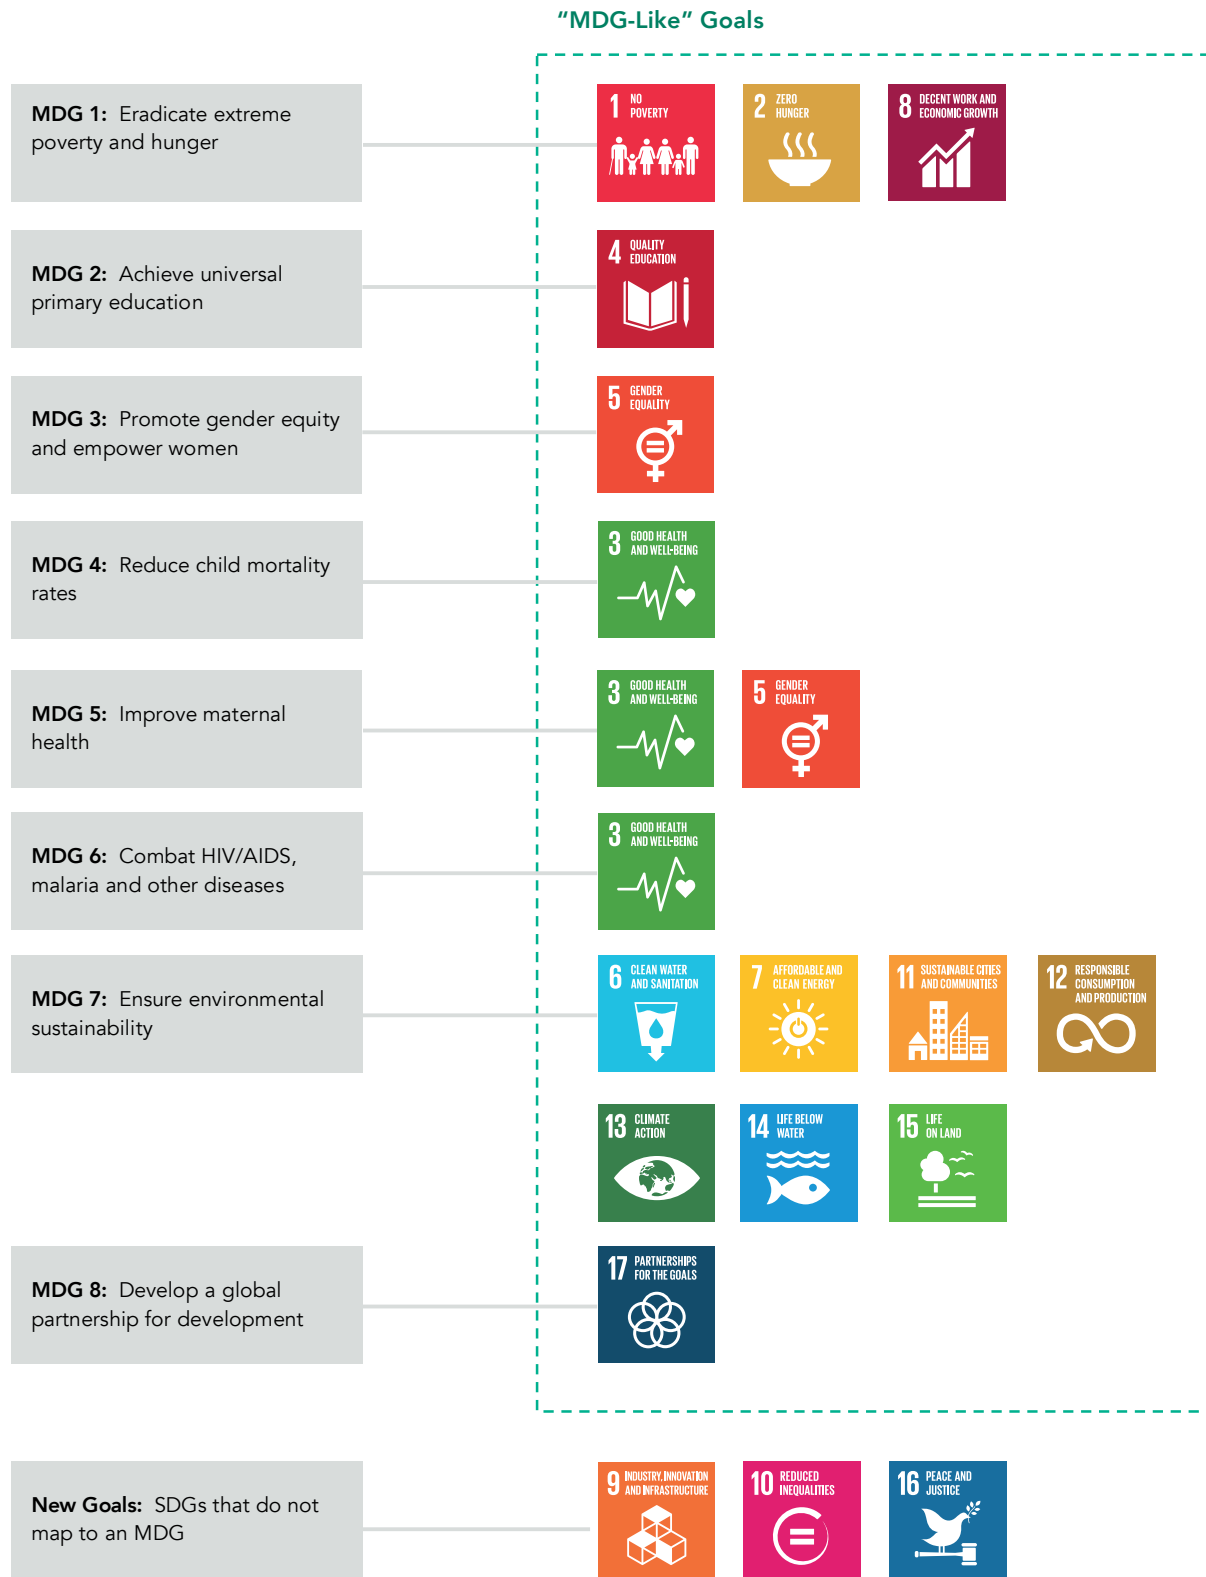 “MDG-Like” Goals
MDG 1: Eradicate extreme
poverty and hunger
1 NO
POVERTY
2 ZERO
HUNGER
8 DECENT WORK AND
ECONOMIC GROWTH
MDG 2: Achieve universal
primary education
4 QUALITY
EDUCATION
MDG 3: Promote gender equity
and empower women
5 GENDER
EQUALITY
MDG 4: Reduce child mortality
rates
3 GOOD HEALTH
AND WELL-BEING
MDG 5: Improve maternal
health
3 GOOD HEALTH
AND WELL-BEING
5 GENDER
EQUALITY
MDG 6: Combat HIV/AIDS,
malaria and other diseases
3 GOOD HEALTH
AND WELL-BEING
MDG 7: Ensure environmental
sustainability
6 CLEAN WATER
AND SANITATION
7 AFFORDABLE AND
CLEAN ENERGY
11 SUSTAINABLE CITIES
AND COMMUNITIES
12 RESPONSIBLE
CONSUMPTION
AND PRODUCTION
13 CLIMATE
ACTION
14 LIFE BELOW
WATER
15 LIFE
ON LAND
MDG 8: Develop a global
partnership for development
17 PARTNERSHIPS
FOR THE GOALS
New Goals: SDGs that do not
map to an MDG
9 INDUSTRY, INNOVATION
AND INFRASTRUCTURE
10 REDUCED
INEQUALITIES
16 PEACE AND
JUSTICE